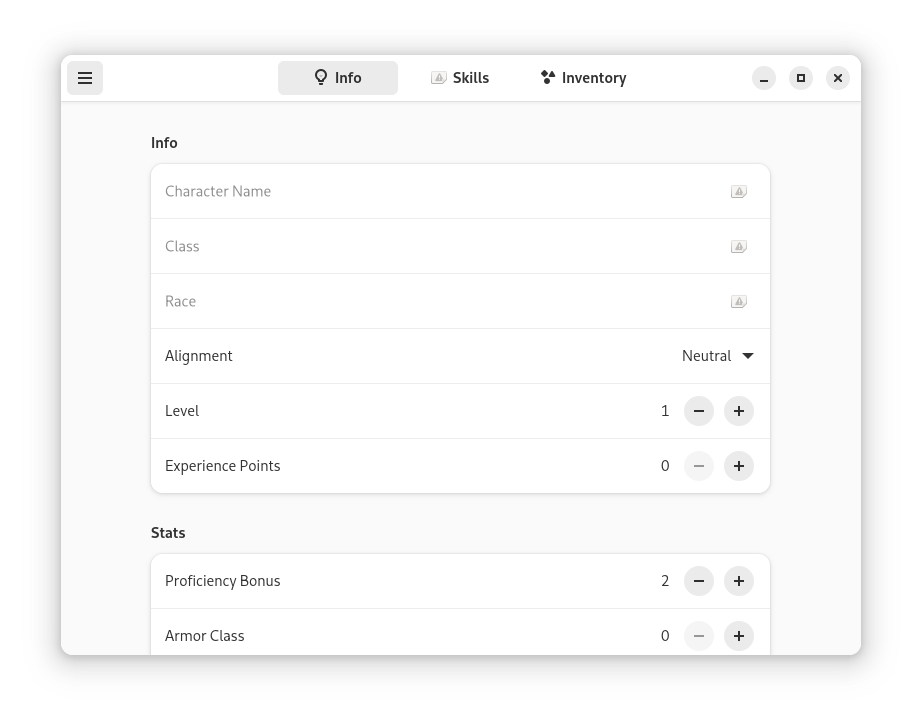 Info
Skills
Inventory
Info
Character Name
Class
Race
Alignment Neutral
Level 1
Experience Points 0
Stats
Proficiency Bonus 2
Armor Class 0